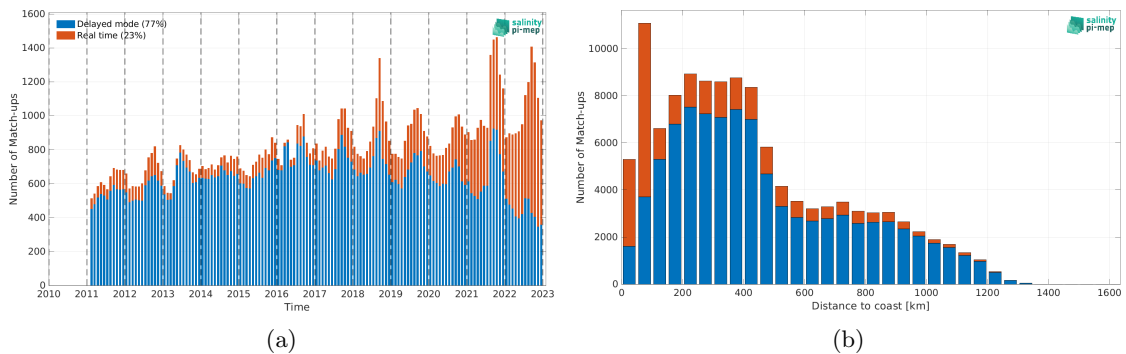 Delayed mode (77%)
Real time (23%)
salinity
pi-mep
Number of Match-ups
1600
1400
1200
1000
800
600
400
200
0
2010 2011 2012 2013 2014 2015 2016 2017 2018 2019 2020 2021 2022 2023
Time
(a)
salinity
pi-mep
Number of Match-ups
10000
8000
6000
4000
2000
0
0 200 400 600 800 1000 1200 1400 1600
Distance to coast [km]
(b)